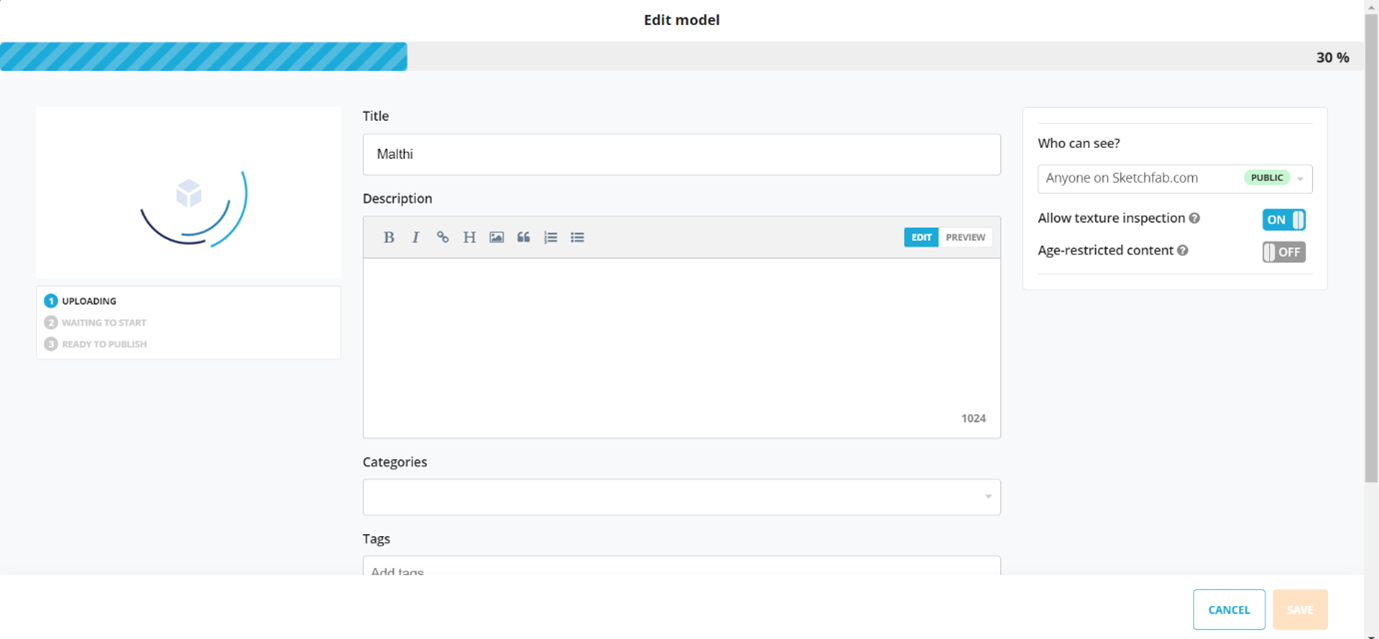 Edit model
30 %
Title
Malthi
Description
B I H EDIT PREVIEW
1024
Categories
Tags
Add tags
1 UPLOADING
2 WAITING TO START
3 READY TO PUBLISH
Who can see?
Anyone on Sketchfab.com PUBLIC
Allow texture inspection ? ON
Age-restricted content ? OFF
CANCEL SAVE